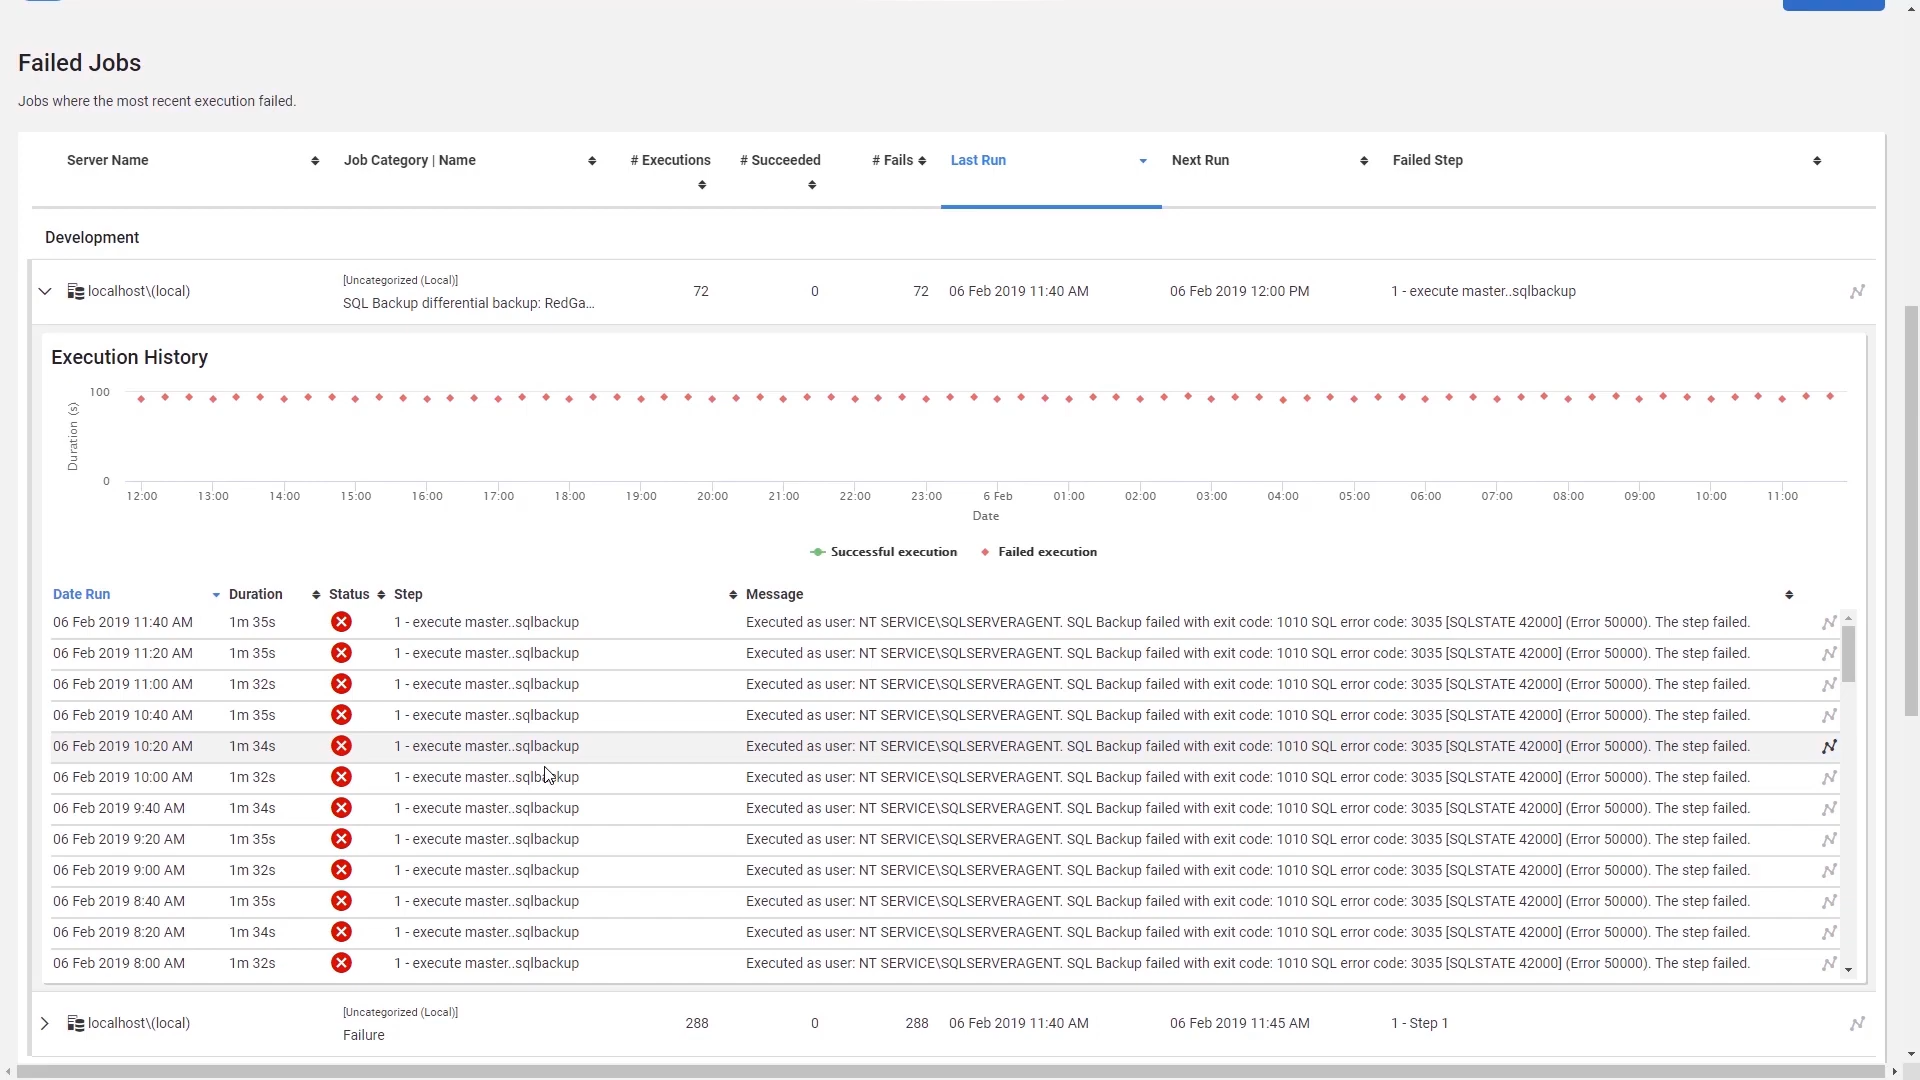 Failed Jobs
Jobs where the most recent execution failed.
Server Name Job Category | Name # Executions # Succeeded # Fails Last Run Next Run Failed Step
Development
[Uncategorized (Local)]
localhost\(local) SQL Backup differential backup: RedGa... 72 0 72 06 Feb 2019 11:40 AM 06 Feb 2019 12:00 PM 1 - execute master..sqlbackup
Execution History
100
Duration (s)
0
12:00 13:00 14:00 15:00 16:00 17:00 18:00 19:00 20:00 21:00 22:00 23:00 6 Feb 01:00 02:00 03:00 04:00 05:00 06:00 07:00 08:00 09:00 10:00 11:00
Date
Successful execution Failed execution
Date Run Duration Status Step Message
06 Feb 2019 11:40 AM 1m 35s 1 - execute master..sqlbackup Executed as user: NT SERVICE\SQLSERVERAGENT. SQL Backup failed with exit code: 1010 SQL error code: 3035 [SQLSTATE 42000] (Error 50000). The step failed.
06 Feb 2019 11:20 AM 1m 35s 1 - execute master..sqlbackup Executed as user: NT SERVICE\SQLSERVERAGENT. SQL Backup failed with exit code: 1010 SQL error code: 3035 [SQLSTATE 42000] (Error 50000). The step failed.
06 Feb 2019 11:00 AM 1m 32s 1 - execute master..sqlbackup Executed as user: NT SERVICE\SQLSERVERAGENT. SQL Backup failed with exit code: 1010 SQL error code: 3035 [SQLSTATE 42000] (Error 50000). The step failed.
06 Feb 2019 10:40 AM 1m 35s 1 - execute master..sqlbackup Executed as user: NT SERVICE\SQLSERVERAGENT. SQL Backup failed with exit code: 1010 SQL error code: 3035 [SQLSTATE 42000] (Error 50000). The step failed.
06 Feb 2019 10:20 AM 1m 34s 1 - execute master..sqlbackup Executed as user: NT SERVICE\SQLSERVERAGENT. SQL Backup failed with exit code: 1010 SQL error code: 3035 [SQLSTATE 42000] (Error 50000). The step failed.
06 Feb 2019 10:00 AM 1m 32s 1 - execute master..sqlbackup Executed as user: NT SERVICE\SQLSERVERAGENT. SQL Backup failed with exit code: 1010 SQL error code: 3035 [SQLSTATE 42000] (Error 50000). The step failed.
06 Feb 2019 9:40 AM 1m 34s 1 - execute master..sqlbackup Executed as user: NT SERVICE\SQLSERVERAGENT. SQL Backup failed with exit code: 1010 SQL error code: 3035 [SQLSTATE 42000] (Error 50000). The step failed.
06 Feb 2019 9:20 AM 1m 35s 1 - execute master..sqlbackup Executed as user: NT SERVICE\SQLSERVERAGENT. SQL Backup failed with exit code: 1010 SQL error code: 3035 [SQLSTATE 42000] (Error 50000). The step failed.
06 Feb 2019 9:00 AM 1m 32s 1 - execute master..sqlbackup Executed as user: NT SERVICE\SQLSERVERAGENT. SQL Backup failed with exit code: 1010 SQL error code: 3035 [SQLSTATE 42000] (Error 50000). The step failed.
06 Feb 2019 8:40 AM 1m 35s 1 - execute master..sqlbackup Executed as user: NT SERVICE\SQLSERVERAGENT. SQL Backup failed with exit code: 1010 SQL error code: 3035 [SQLSTATE 42000] (Error 50000). The step failed.
06 Feb 2019 8:20 AM 1m 34s 1 - execute master..sqlbackup Executed as user: NT SERVICE\SQLSERVERAGENT. SQL Backup failed with exit code: 1010 SQL error code: 3035 [SQLSTATE 42000] (Error 50000). The step failed.
06 Feb 2019 8:00 AM 1m 32s 1 - execute master..sqlbackup Executed as user: NT SERVICE\SQLSERVERAGENT. SQL Backup failed with exit code: 1010 SQL error code: 3035 [SQLSTATE 42000] (Error 50000). The step failed.
[Uncategorized (Local)]
localhost\(local) Failure 288 0 288 06 Feb 2019 11:40 AM 06 Feb 2019 11:45 AM 1 - Step 1